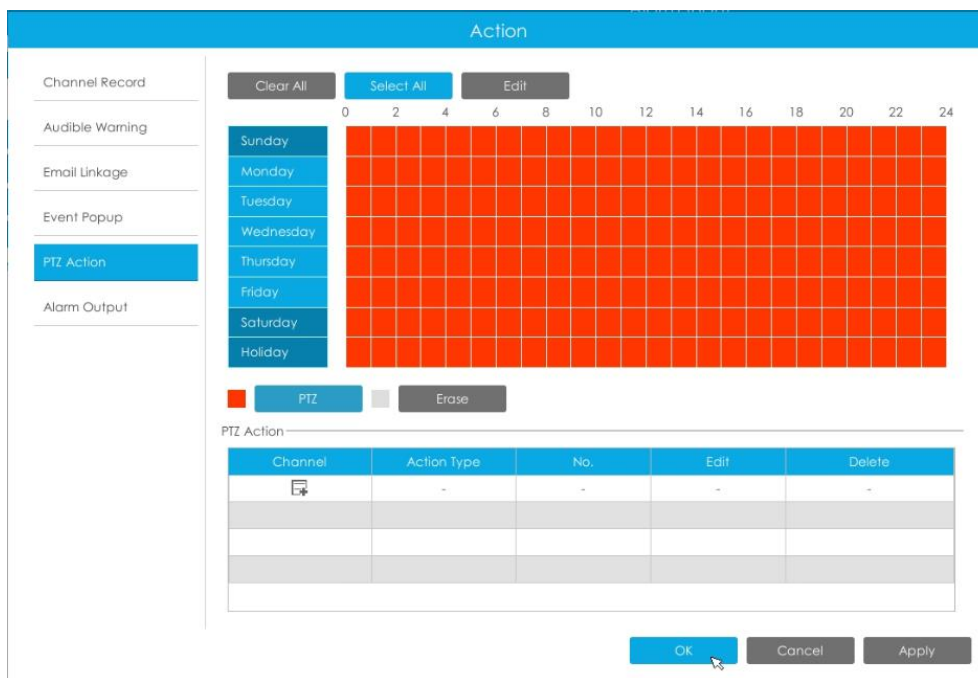 Action
Channel Record
Audible Warning
Email Linkage
Event Popup
PTZ Action
Alarm Output
Clear All Select All Edit
0 2 4 6 8 10 12 14 16 18 20 22 24
Sunday
Monday
Tuesday
Wednesday
Thursday
Friday
Saturday
Holiday
PTZ Erase
PTZ Action
Channel Action Type No. Edit Delete
- - - -
OK Cancel Apply